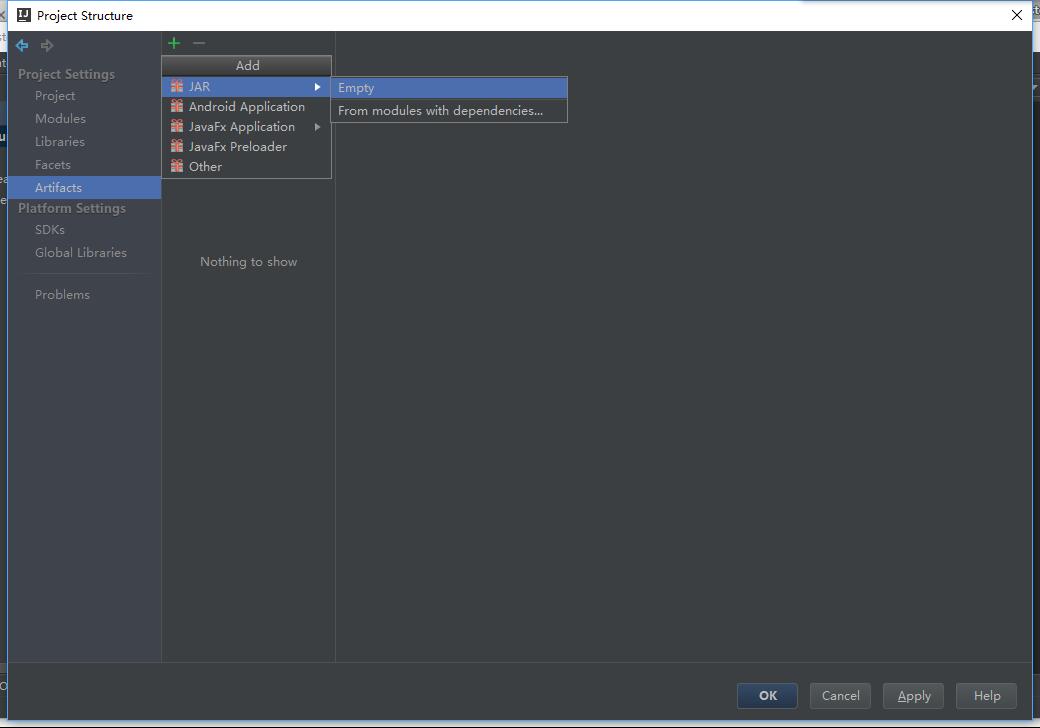 Project Structure
Project Settings
Project
Modules
Libraries
Facets
Artifacts
Platform Settings
SDKs
Global Libraries
Problems
Add
JAR
Android Application
JavaFx Application
JavaFx Preloader
Other
Empty
From modules with dependencies...
Nothing to show
OK
Cancel
Apply
Help